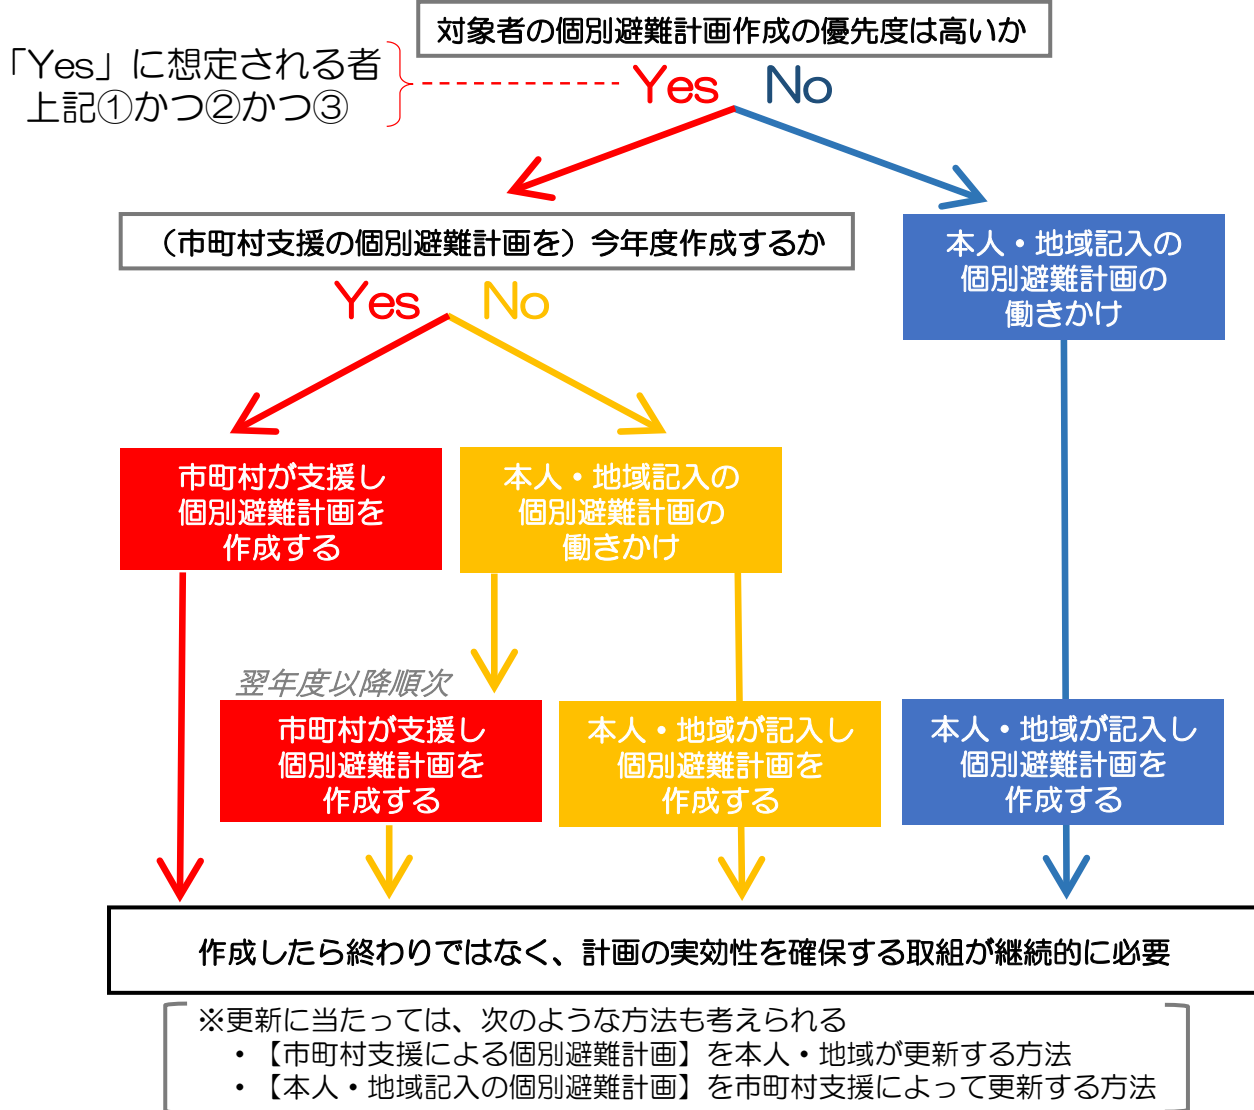 対象者の個別避難計画作成の優先度は高いか
「Yes」に想定される者
上記①かつ②かつ③
Yes No
（市町村支援の個別避難計画を）今年度作成するか
本人・地域記入の
個別避難計画の
働きかけ
Yes No
市町村が支援し
個別避難計画を
作成する
本人・地域記入の
個別避難計画の
働きかけ
翌年度以降順次
市町村が支援し
個別避難計画を
作成する
本人・地域が記入し
個別避難計画を
作成する
本人・地域が記入し
個別避難計画を
作成する
作成したら終わりではなく、計画の実効性を確保する取組が継続的に必要
※更新に当たっては、次のような方法も考えられる
・【市町村支援による個別避難計画】を本人・地域が更新する方法
・【本人・地域記入の個別避難計画】を市町村支援によって更新する方法